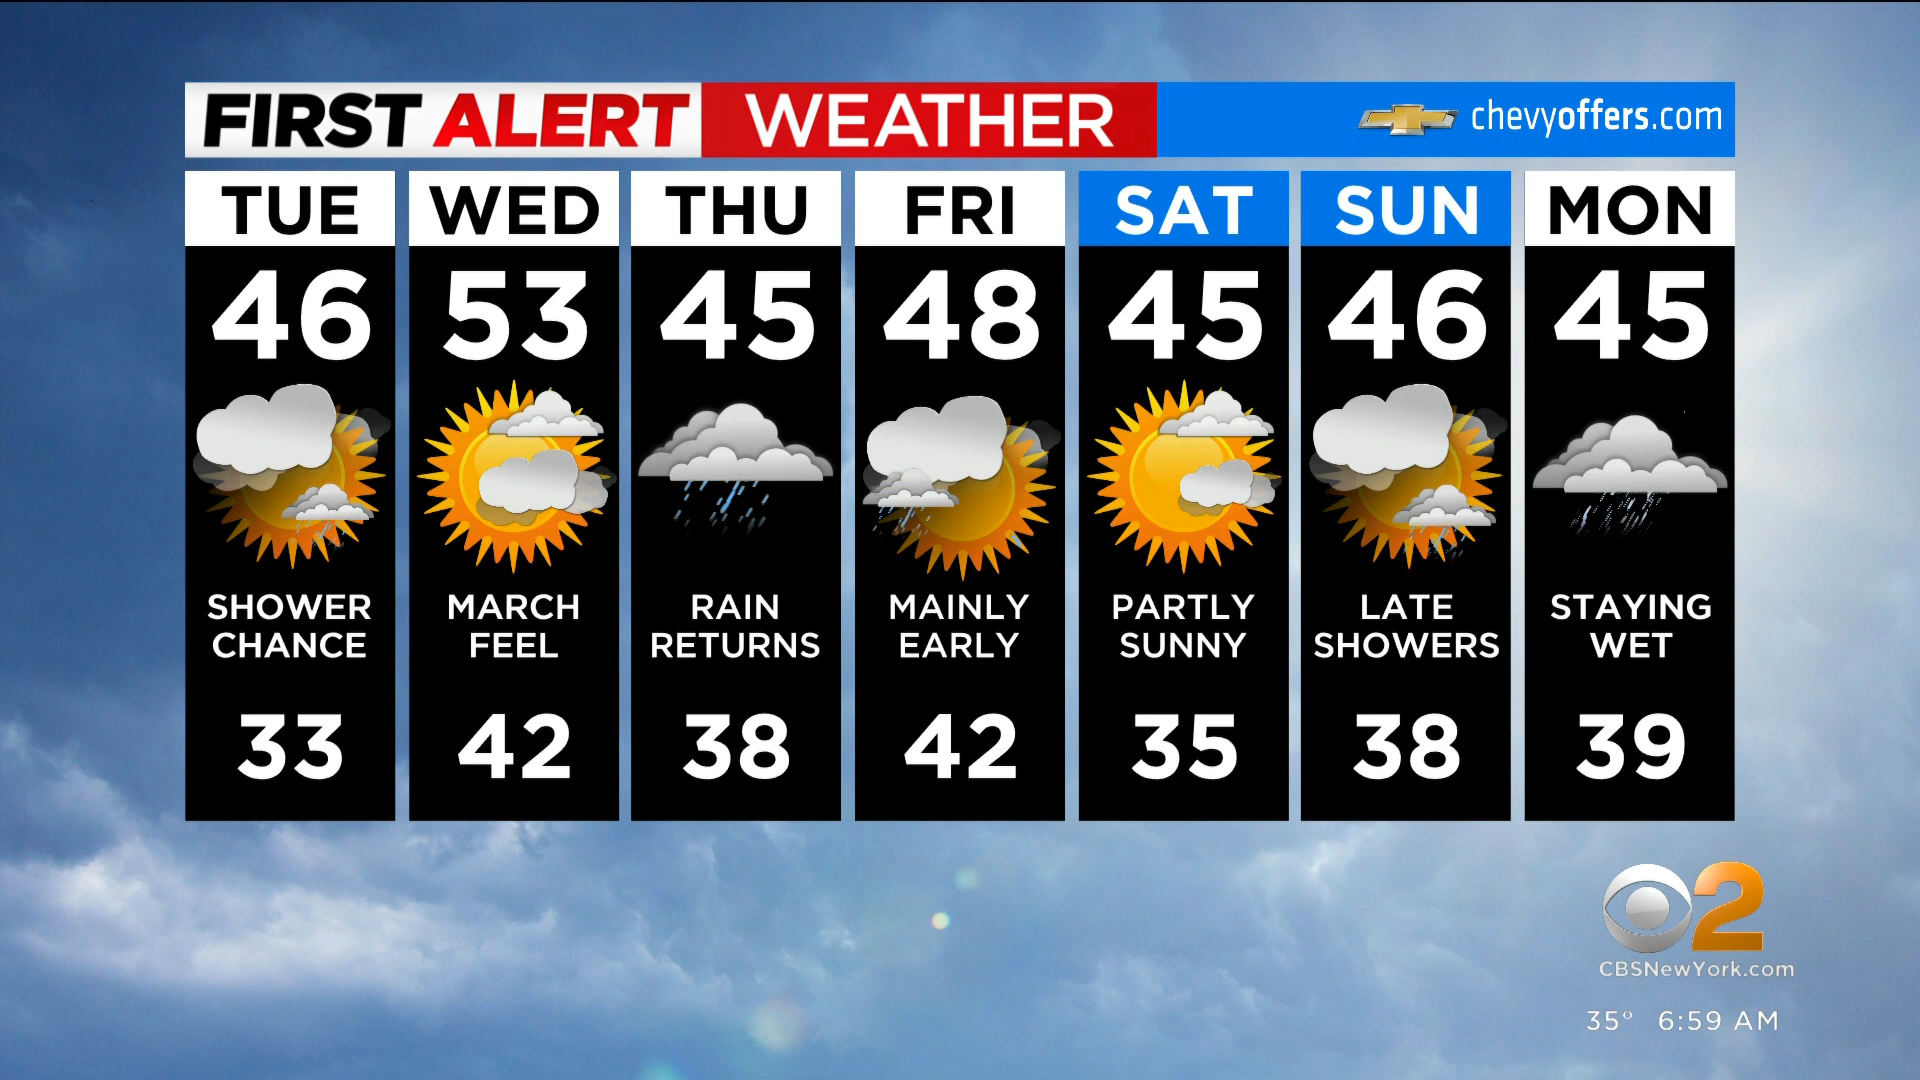 FIRST ALERT WEATHER
chevyoffers.com
TUE WED THU FRI SAT SUN MON
46 53 45 48 45 46 45
SHOWER CHANCE
MARCH FEEL
RAIN RETURNS
MAINLY EARLY
PARTLY SUNNY
LATE SHOWERS
STAYING WET
33 42 38 42 35 38 39
2
CBSNewYork.com
35° 6:59 AM